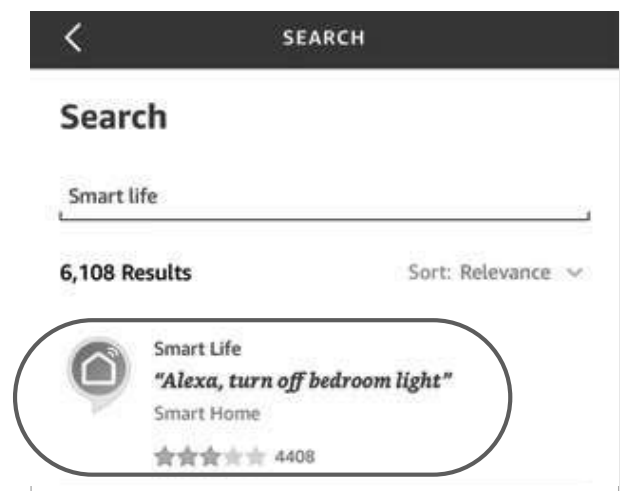 SEARCH
Search
Smart life
6,108 Results Sort: Relevance
Smart Life
“Alexa, turn off bedroom light”
Smart Home
4408